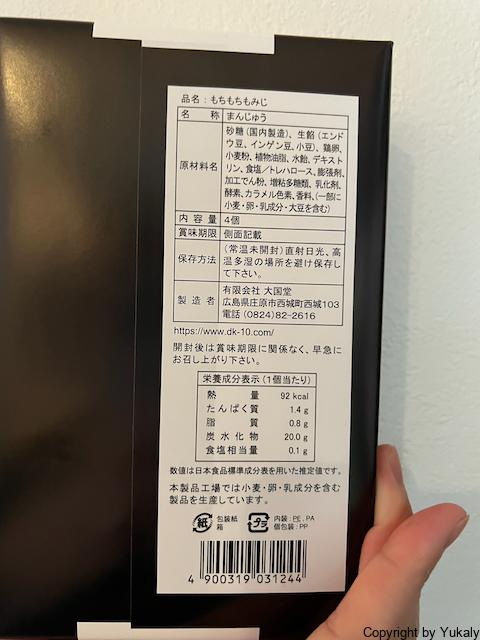 品名：もちもちもみじ
名 称 まんじゅう
原材料名 砂糖（国内製造）、生餡（エンド
ウ豆、インゲン豆、小豆）、鶏卵、
小麦粉、植物油脂、水飴、デキスト
リン、食塩／トレハロース、膨張剤、
加工でん粉、増粘多糖類、乳化剤、
酵素、カラメル色素、香料、（一部に
小麦・卵・乳成分・大豆を含む）
内容量 4個
賞味期限 側面記載
保存方法 （常温未開封）直射日光、高
温多湿の場所を避け保存し
て下さい。
製造者 有限会社 大国堂
広島県庄原市西城町西城103
電話（0824）82-2616
https://www.dk-10.com/
開封後は賞味期限に関係なく、早急に
お召し上がり下さい。
栄養成分表示（1個当たり）
熱量 92 kcal
たんぱく質 1.4 g
脂質 0.8 g
炭水化物 20.0 g
食塩相当量 0.1 g
数値は日本食品標準成分表を用いた推定値です。
本製品工場では小麦・卵・乳成分を含む
製品を生産しています。
紙 包装紙 箱
プラ 内装：PE、PA
個包装：PP
4 900319 031244
Copyright by Yukaly